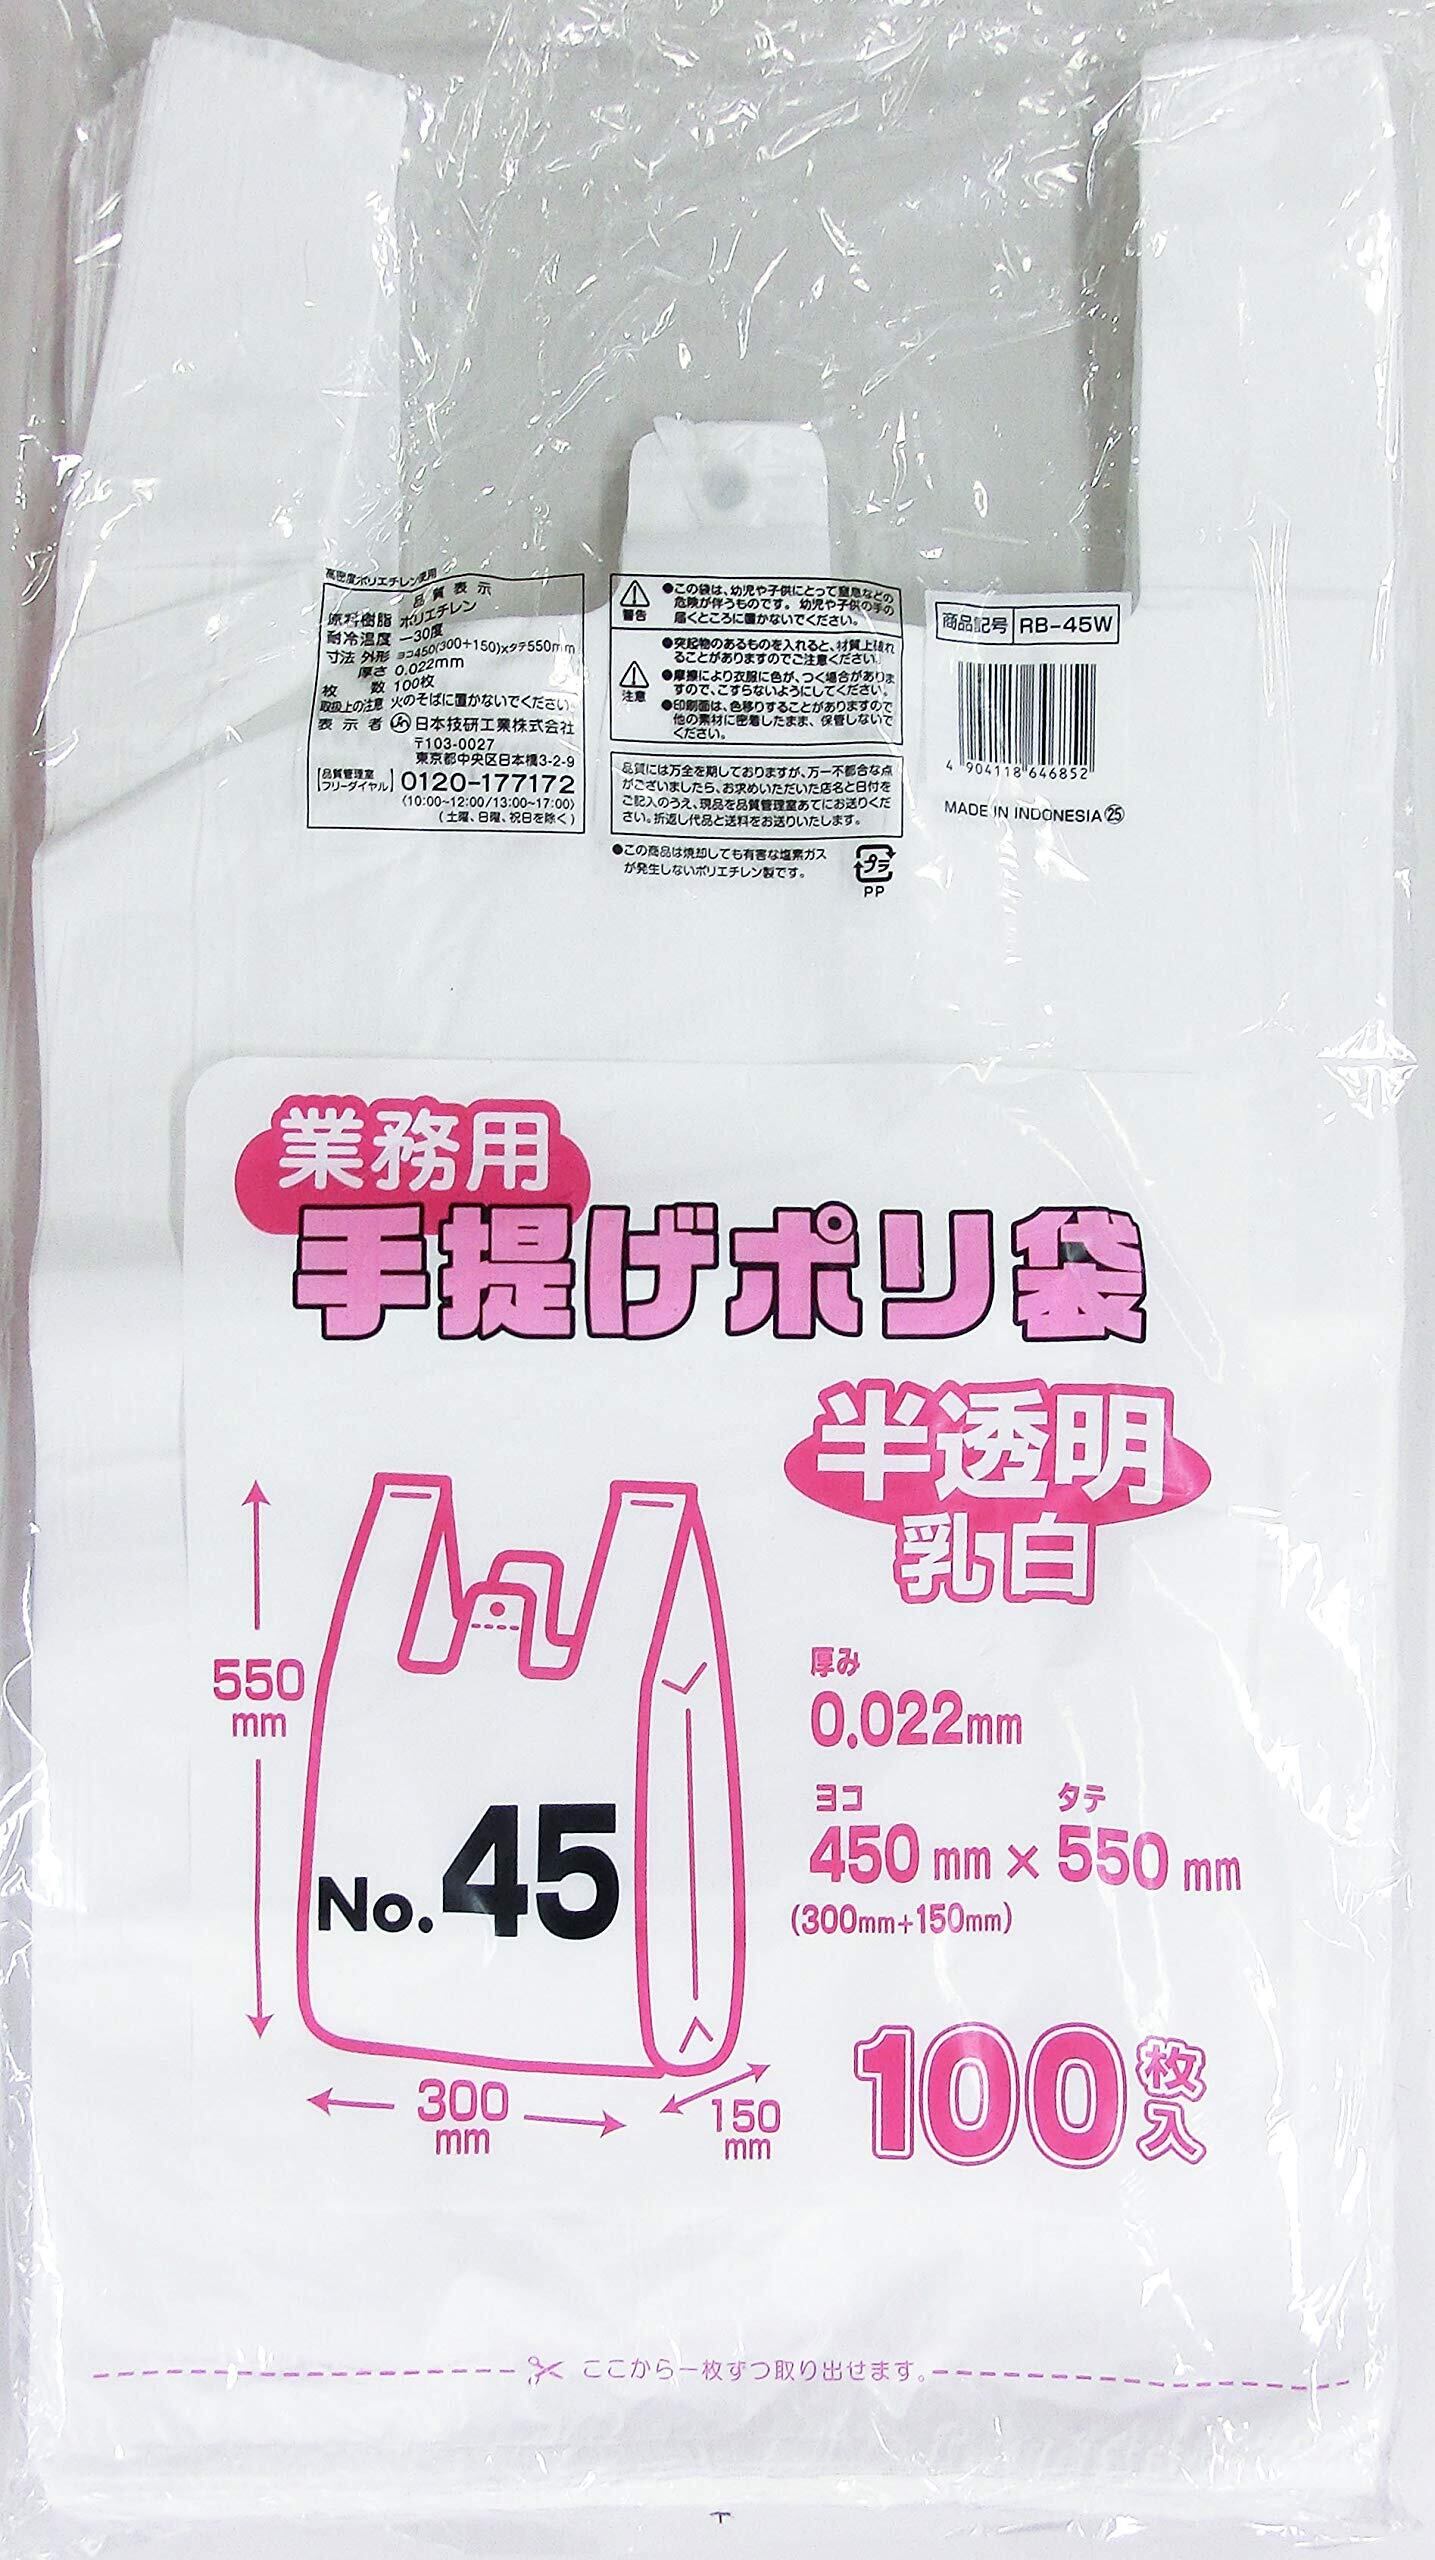 高密度ポリエチレン使用
品質表示
原料樹脂 ポリエチレン
耐冷温度 −30度
寸法 外形 ヨコ450(300+150)×タテ550mm
厚さ 0.022mm
枚数 100枚
取扱上の注意 火のそばに置かないでください。
表示者 日本技研工業株式会社
〒103-0027
東京都中央区日本橋3-2-9
品質管理室
フリーダイヤル 0120-177172
(10:00~12:00/13:00~17:00)
(土曜、日曜、祝日を除く)
警告
●この袋は、幼児や子供にとって窒息などの
危険が伴うものです。幼児や子供の手の
届くところに置かないでください。
注意
●突起物のあるものを入れると、材質上破れ
ることがありますのでご注意ください。
●摩擦により衣服に色が、つく場合がありま
すので、こすらないようにしてください。
●印刷面は、色移りすることがありますので
他の素材に密着したまま、保管しないで
ください。
品質には万全を期しておりますが、万一不都合な点
がございましたら、お求めいただいた店名と日付を
ご記入のうえ、現品を品質管理室あてにお送りくだ
さい。折返し代品と送料をお送りいたします。
●この商品は焼却しても有害な塩素ガス
が発生しないポリエチレン製です。
プラ
PP
商品記号 RB-45W
4 904118 646852
MADE IN INDONESIA 25
業務用
手提げポリ袋
半透明
乳白
550
mm
No.45
300
mm
150
mm
厚み
0.022mm
ヨコ タテ
450mm×550mm
(300mm+150mm)
100枚入
ここから一枚ずつ取り出せます。